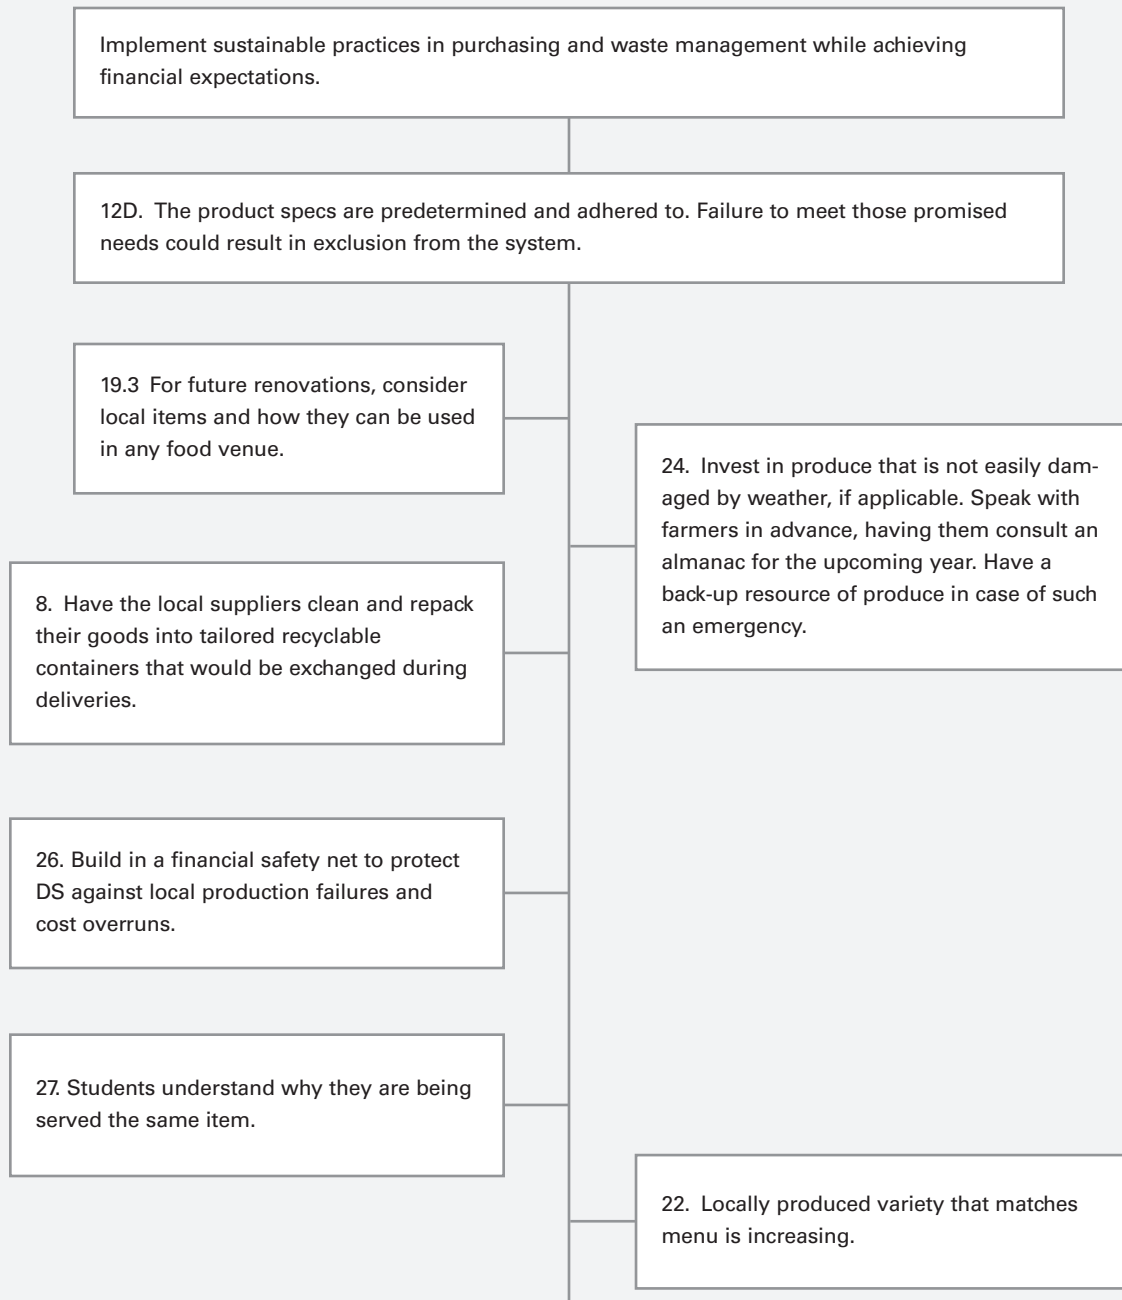 Implement sustainable practices in purchasing and waste management while achieving
financial expectations.
12D. The product specs are predetermined and adhered to. Failure to meet those promised
needs could result in exclusion from the system.
19.3 For future renovations, consider
local items and how they can be used
in any food venue.
24. Invest in produce that is not easily dam-
aged by weather, if applicable. Speak with
farmers in advance, having them consult an
almanac for the upcoming year. Have a
back-up resource of produce in case of such
an emergency.
8. Have the local suppliers clean and repack
their goods into tailored recyclable
containers that would be exchanged during
deliveries.
26. Build in a financial safety net to protect
DS against local production failures and
cost overruns.
27. Students understand why they are being
served the same item.
22. Locally produced variety that matches
menu is increasing.